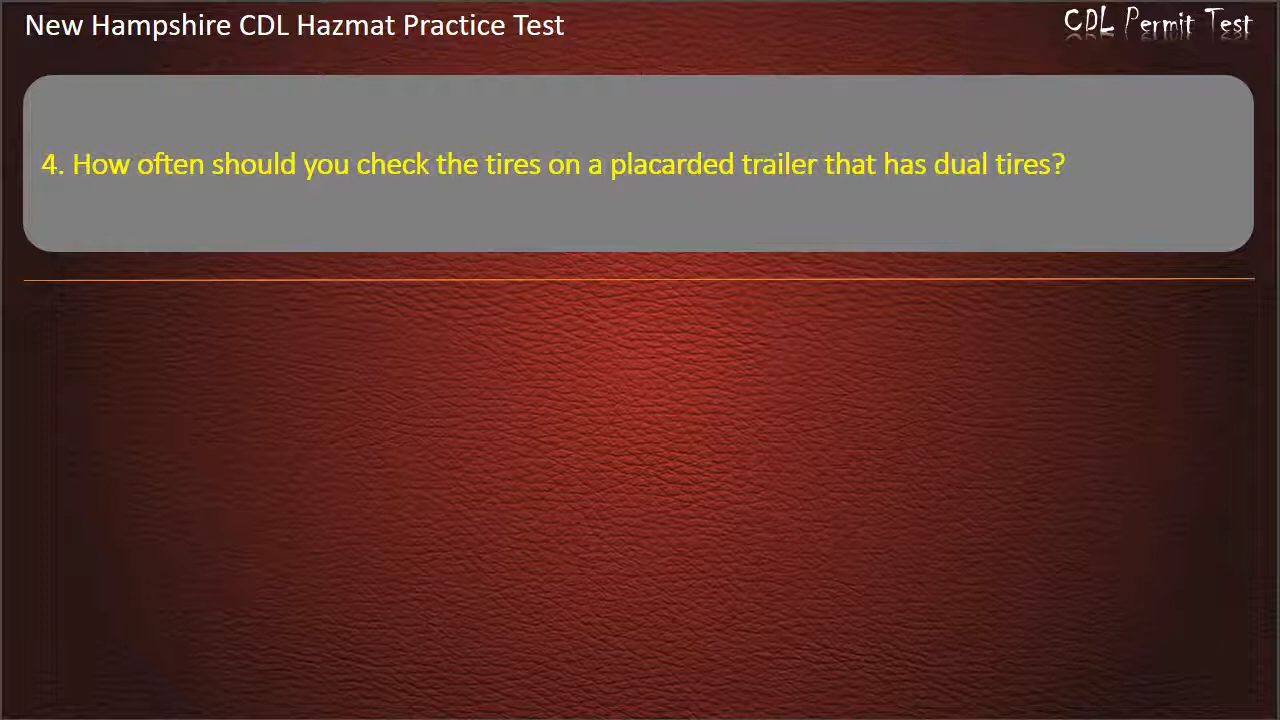 New Hampshire CDL Hazmat Practice Test
CDL Permit Test
4. How often should you check the tires on a placarded trailer that has dual tires?